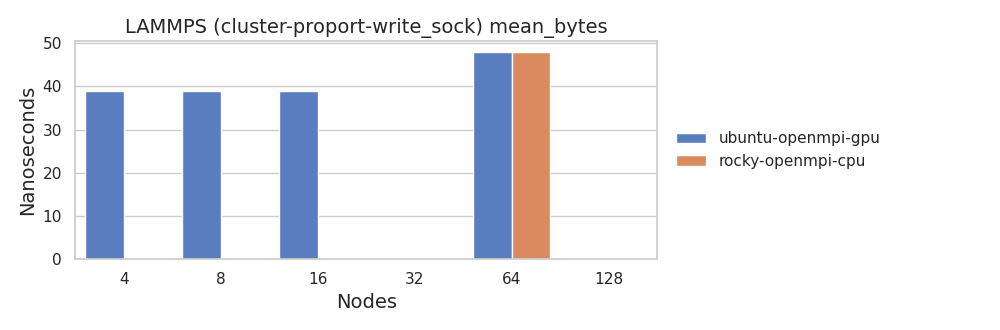 LAMMPS (cluster-proport-write_sock) mean_bytes
50
40
30
20
10
0
Nanoseconds
4 8 16 32 64 128
Nodes
ubuntu-openmpi-gpu
rocky-openmpi-cpu